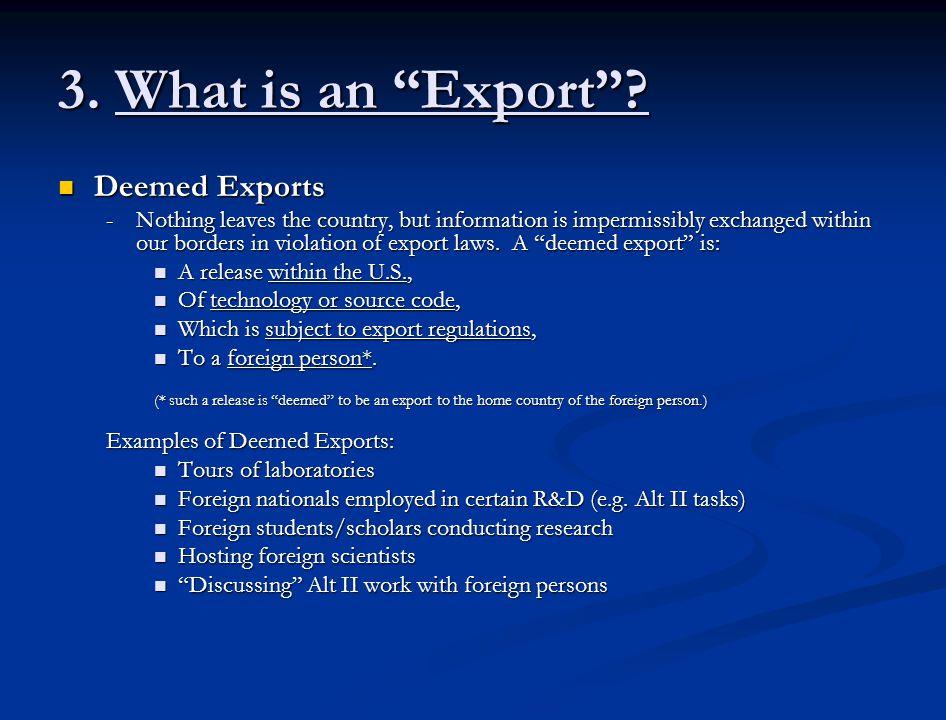 3. What is an “Export”?
Deemed Exports
- Nothing leaves the country, but information is impermissibly exchanged within
our borders in violation of export laws. A “deemed export” is:
A release within the U.S.,
Of technology or source code,
Which is subject to export regulations,
To a foreign person*.
(* such a release is “deemed” to be an export to the home country of the foreign person.)
Examples of Deemed Exports:
Tours of laboratories
Foreign nationals employed in certain R&D (e.g. Alt II tasks)
Foreign students/scholars conducting research
Hosting foreign scientists
“Discussing” Alt II work with foreign persons